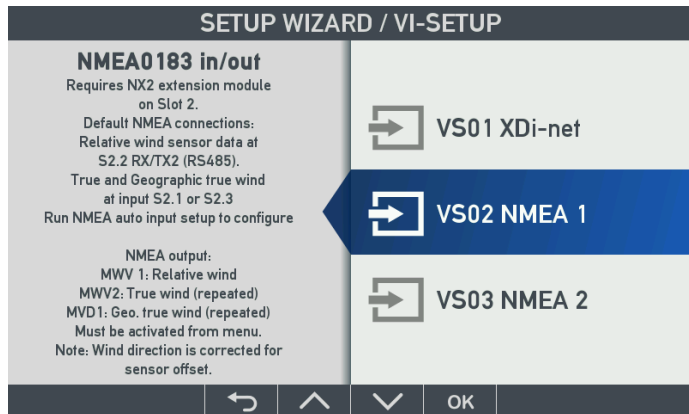 SETUP WIZARD / VI-SETUP
NMEA0183 in/out
Requires NX2 extension module
on Slot 2.
Default NMEA connections:
Relative wind sensor data at
S2.2 RX/TX2 (RS485).
True and Geographic true wind
at input S2.1 or S2.3
Run NMEA auto input setup to configure
NMEA output:
MWV 1: Relative wind
MWV2: True wind (repeated)
MVD1: Geo. true wind (repeated)
Must be activated from menu.
Note: Wind direction is corrected for
sensor offset.
VS01 XDi-net
VS02 NMEA 1
VS03 NMEA 2
OK